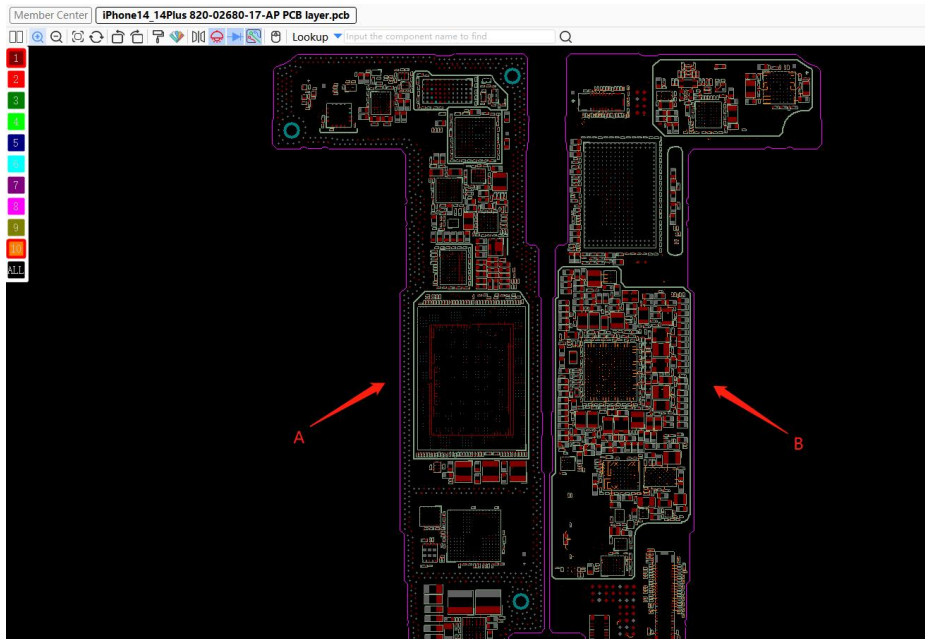 Member Center iPhone14_14Plus 820-02680-17-AP PCB layer.pcb
Lookup Input the component name to find
1
2
3
4
5
6
7
8
9
10
ALL
A
B